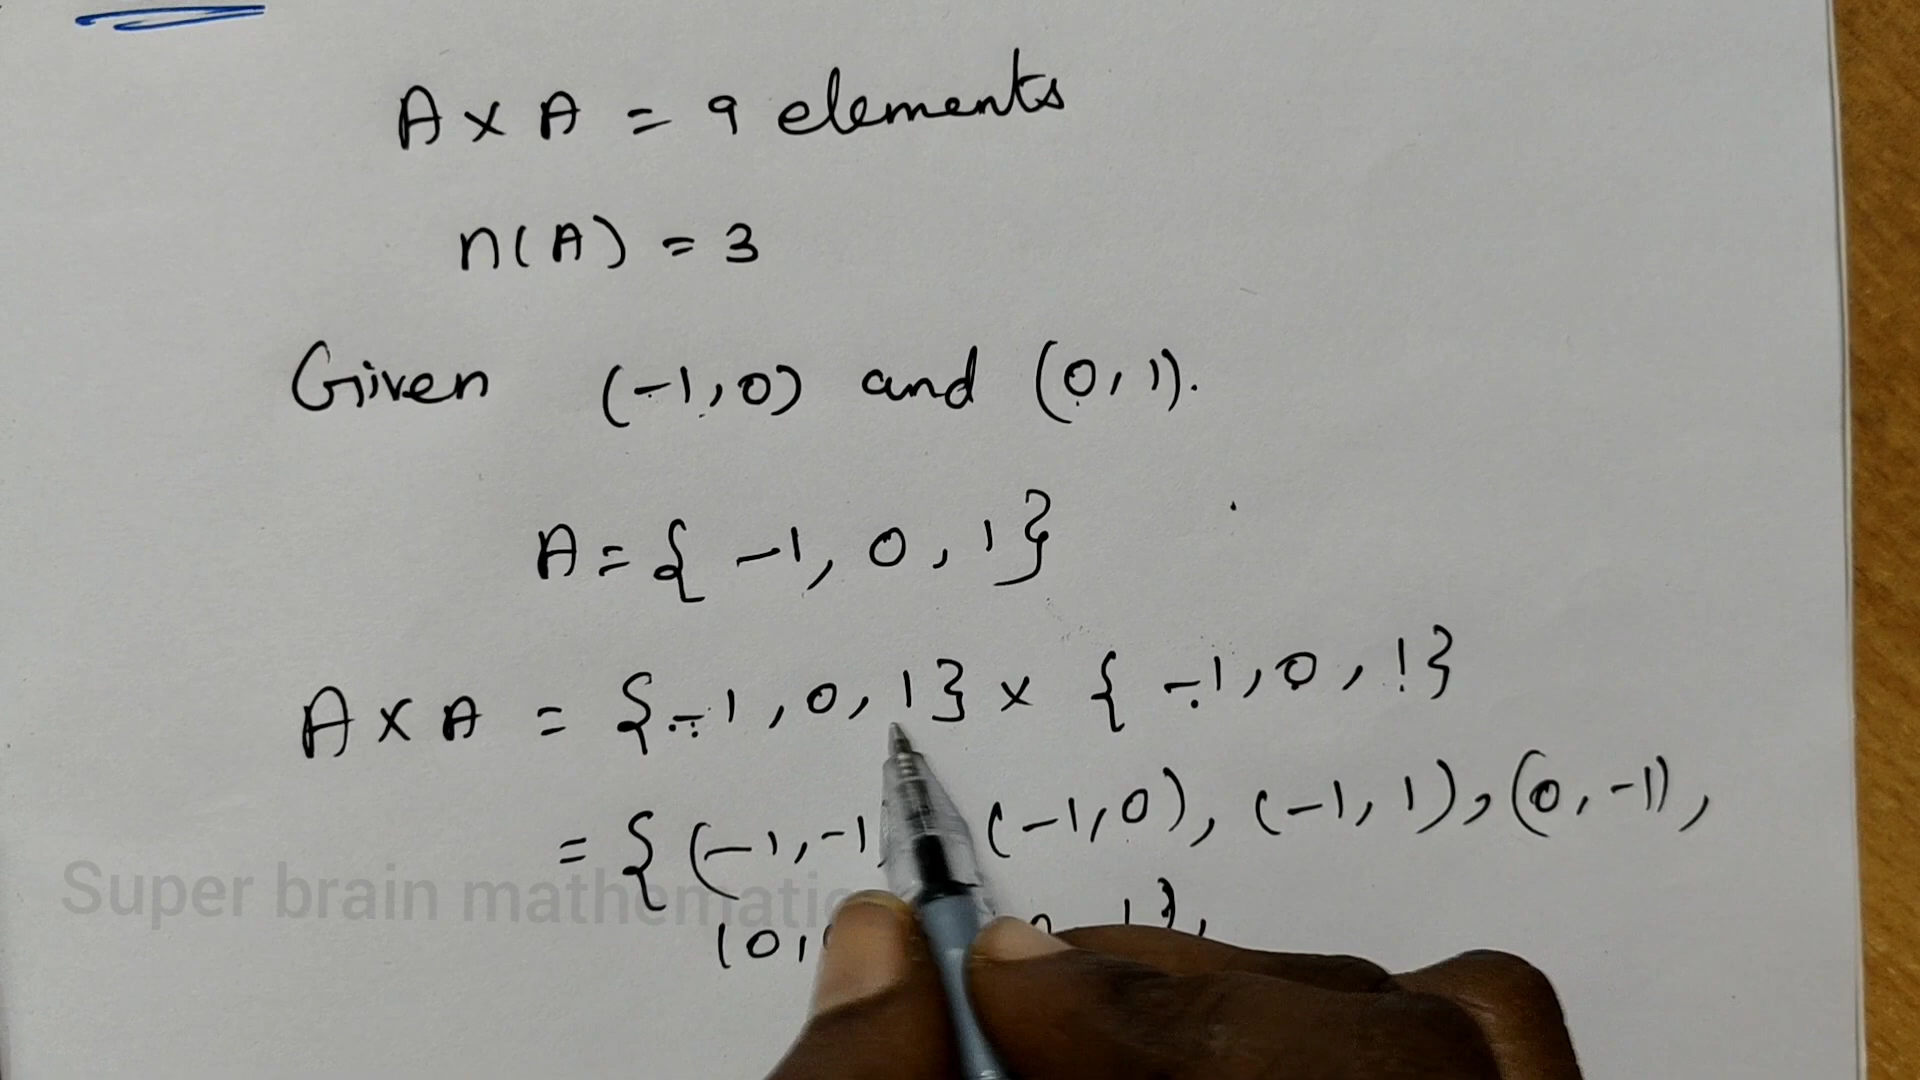 A × A = 9 elements
n(A) = 3
Given (-1,0) and (0,1).
A = { -1, 0, 1}
A × A = {-1, 0, 1} × { -1, 0, 1}
= { (-1,-1 (-1,0), (-1, 1), (0,-1),
Super brain mathematic
(0,